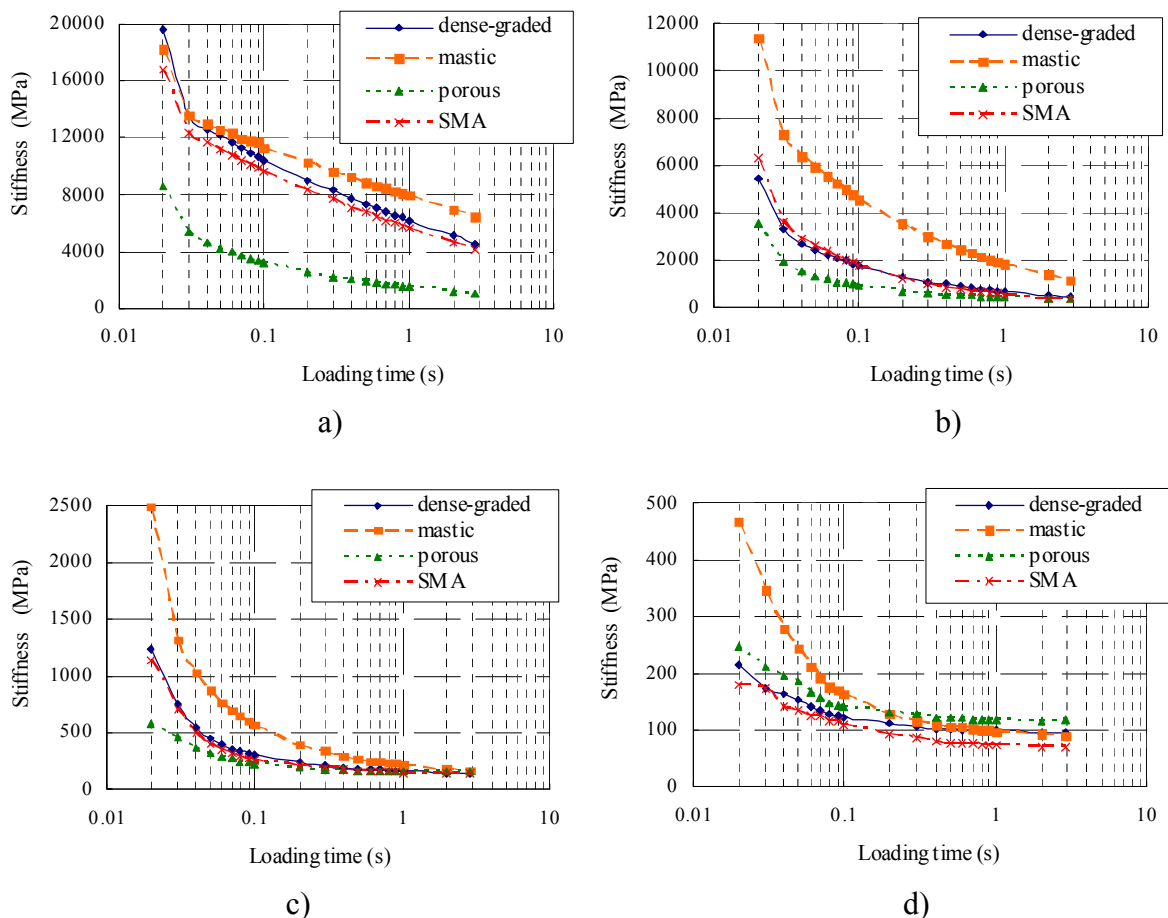 20000
16000
12000
8000
4000
0
Stiffness (MPa)
dense-graded
mastic
porous
SMA
0.01 0.1 1 10
Loading time (s)
a)
12000
10000
8000
6000
4000
2000
0
Stiffness (MPa)
dense-graded
mastic
porous
SMA
0.01 0.1 1 10
Loading time (s)
b)
2500
2000
1500
1000
500
0
Stiffness (MPa)
dense-graded
mastic
porous
SMA
0.01 0.1 1 10
Loading time (s)
c)
500
400
300
200
100
0
Stiffness (MPa)
dense-graded
mastic
porous
SMA
0.01 0.1 1 10
Loading time (s)
d)